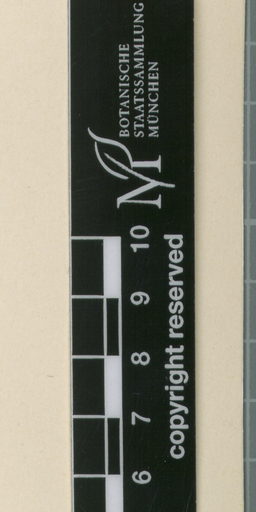 BOTANISCHE
STAATSSAMMLUNG
MÜNCHEN
6 7 8 9 10
copyright reserved